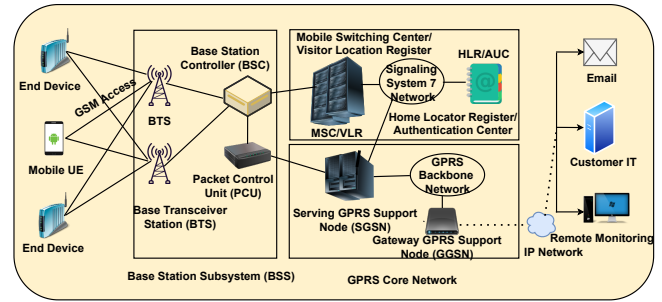 Mobile Switching Center/
Visitor Location Register
Base Station
Controller (BSC)
HLR/AUC
Signaling
System 7
Network
End Device
GSM Access
BTS
Email
MSC/VLR
Home Locator Register/
Authentication Center
Mobile UE
Packet Control
Unit (PCU)
GPRS
Backbone
Network
Customer IT
Base Transceiver
Station (BTS)
Serving GPRS Support
Node (SGSN)
Gateway GPRS Support
Node (GGSN)
End Device
IP Network
Remote Monitoring
Base Station Subsystem (BSS)
GPRS Core Network